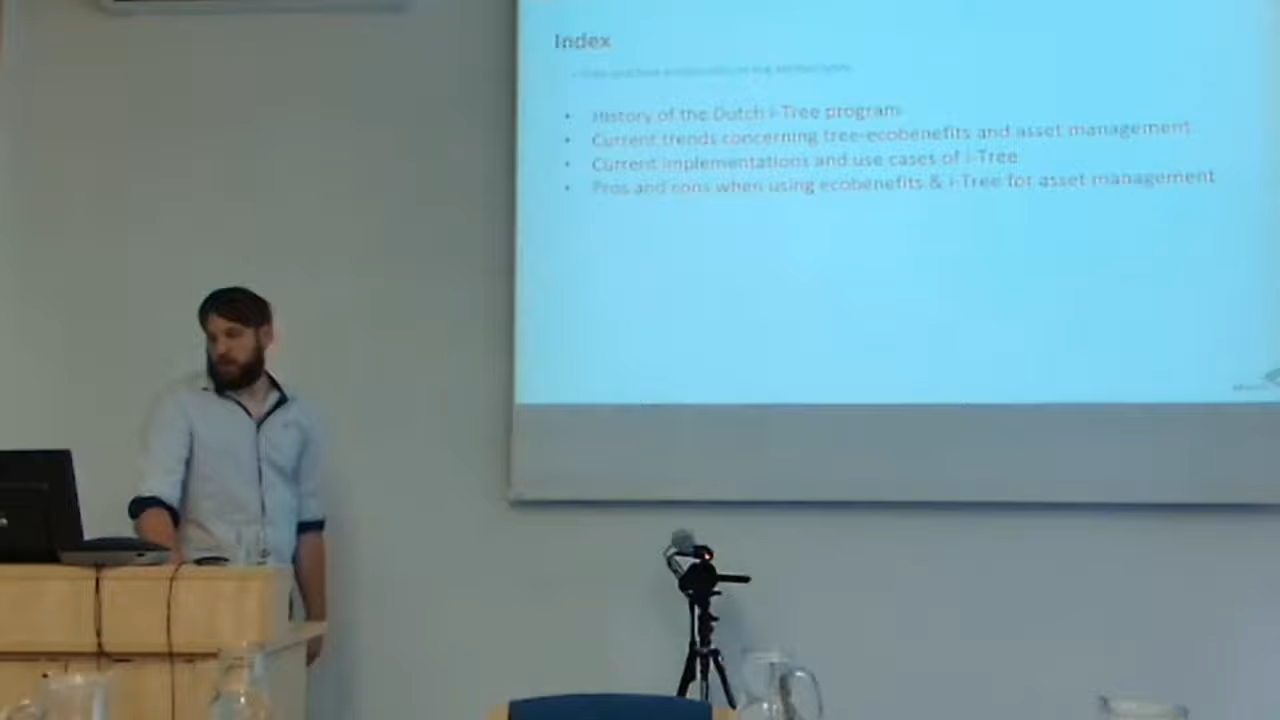 Index
• History of the Dutch i-Tree program
• Current trends concerning tree-ecobenefits and asset management
• Current implementations and use cases of i-Tree
• Pros and cons when using ecobenefits & i-Tree for asset management